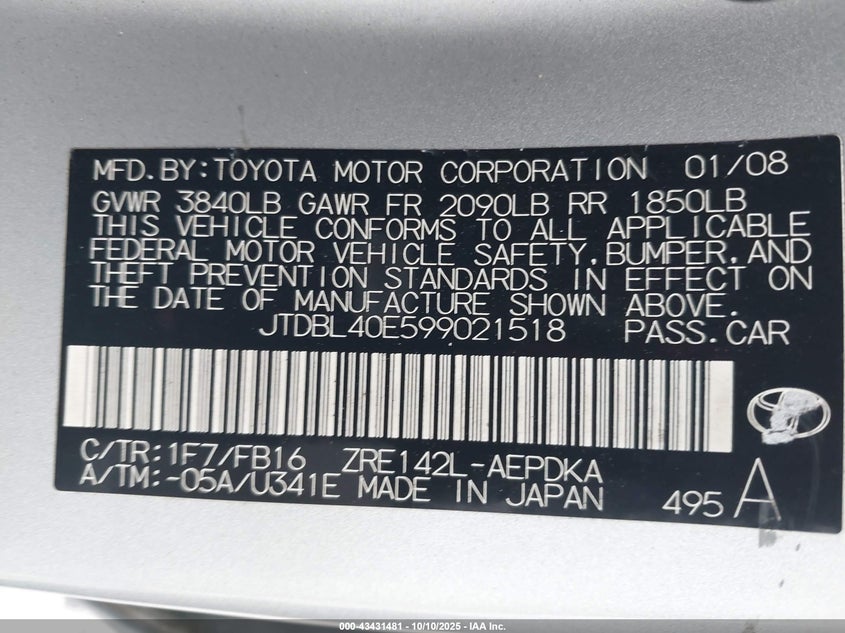 MFD.BY:TOYOTA MOTOR CORPORATION 01/08
GVWR 3840LB GAWR FR 2090LB RR 1850LB
THIS VEHICLE CONFORMS TO ALL APPLICABLE
FEDERAL MOTOR VEHICLE SAFETY,BUMPER,AND
THEFT PREVENTION STANDARDS IN EFFECT ON
THE DATE OF MANUFACTURE SHOWN ABOVE.
JTDBL40E599021518 PASS.CAR
C/TR:1F7/FB16 ZRE142L-AEPDKA
A/TM:-05A/U341E MADE IN JAPAN 495 A
000-43431481 - 10/10/2025 - IAA Inc.